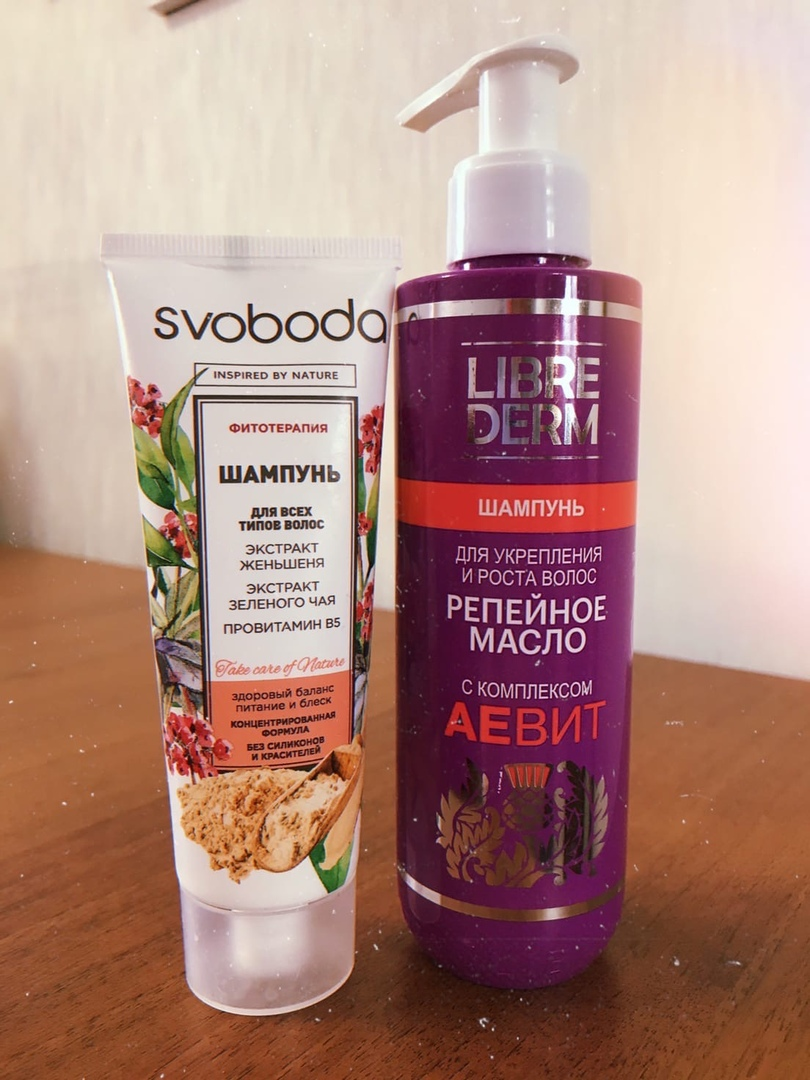 svoboda
INSPIRED BY NATURE
ФИТОТЕРАПИЯ
ШАМПУНЬ
ДЛЯ ВСЕХ
ТИПОВ ВОЛОС
ЭКСТРАКТ
ЖЕНЬШЕНЯ
ЭКСТРАКТ
ЗЕЛЕНОГО ЧАЯ
ПРОВИТАМИН В5
Take care of Nature
здоровый баланс
питание и блеск
КОНЦЕНТРИРОВАННАЯ
ФОРМУЛА
БЕЗ СИЛИКОНОВ
И КРАСИТЕЛЕЙ
LIBRE
DERM
ШАМПУНЬ
ДЛЯ УКРЕПЛЕНИЯ
И РОСТА ВОЛОС
РЕПЕЙНОЕ
МАСЛО
С КОМПЛЕКСОМ
АЕВИТ